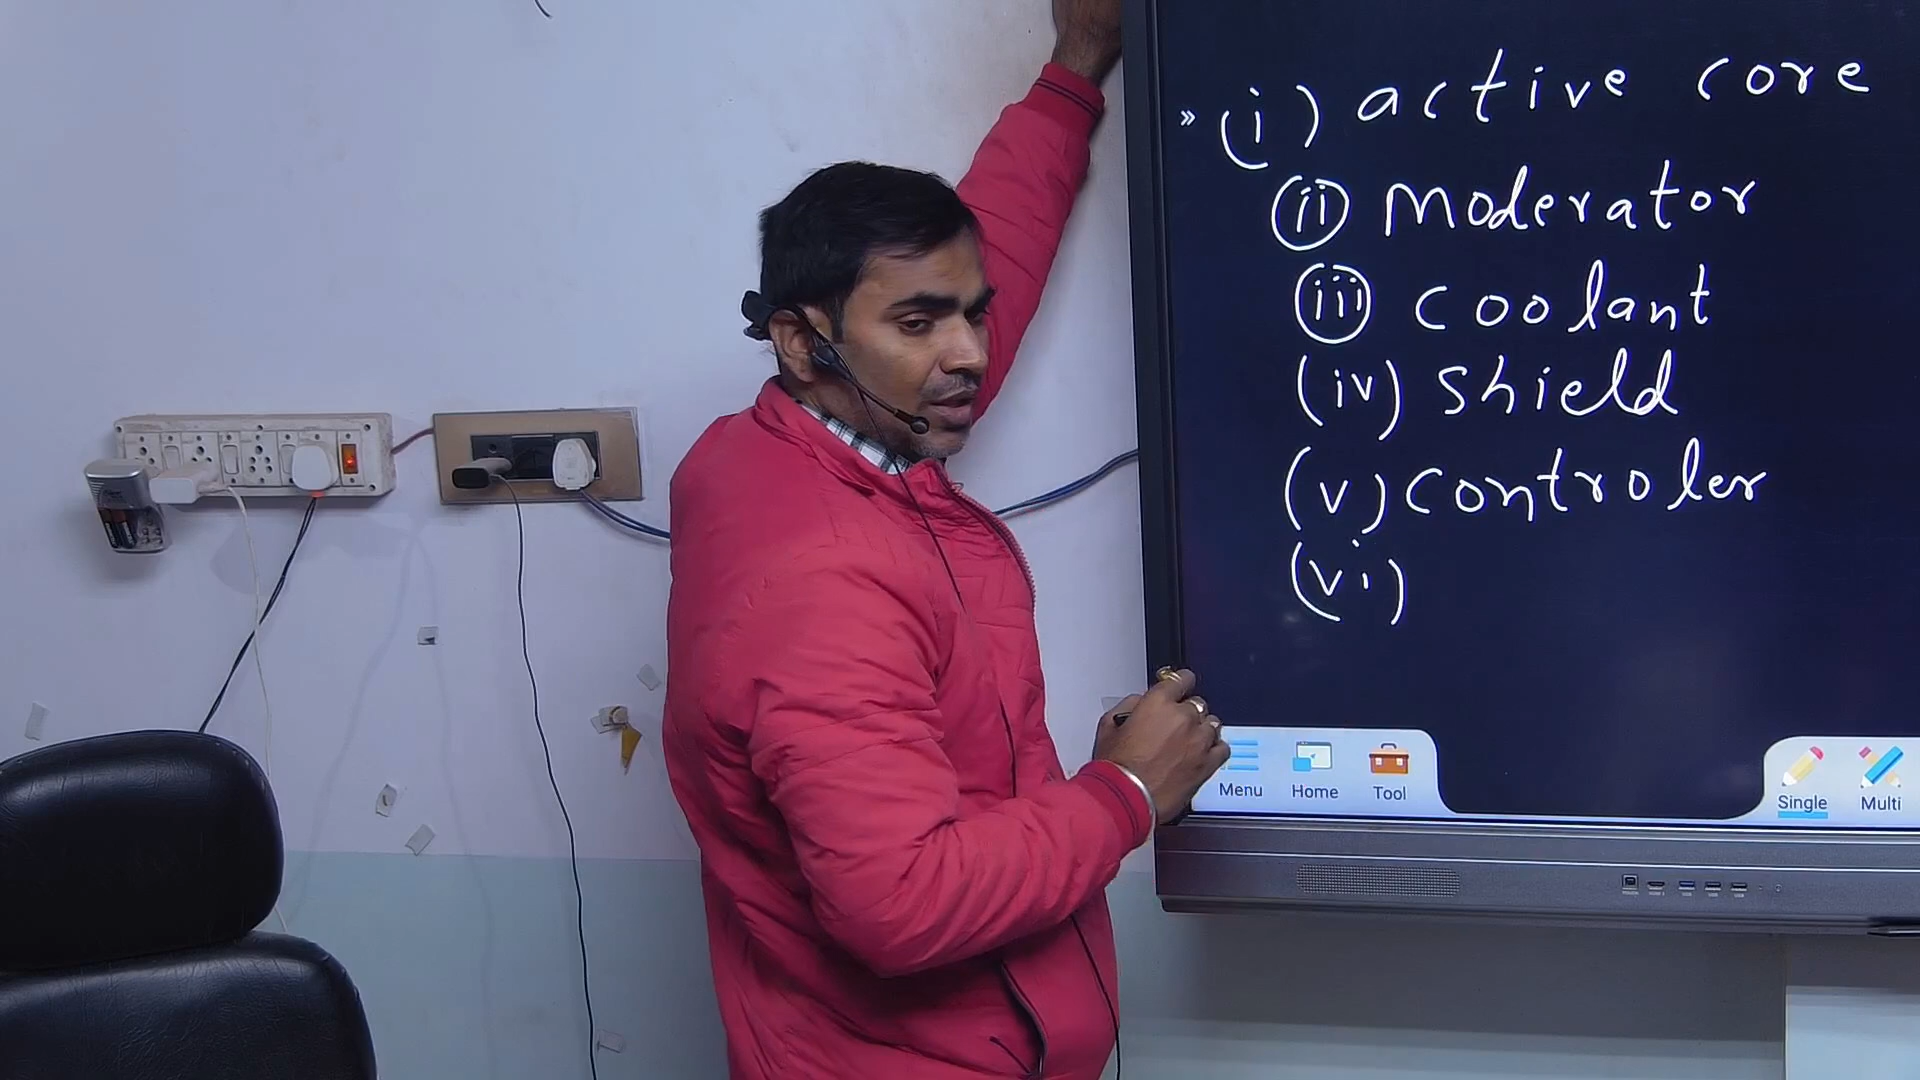 » (i) active core
(ii) Moderator
(iii) coolant
(iv) Shield
(v) controler
(vi)
Menu Home Tool
Single Multi